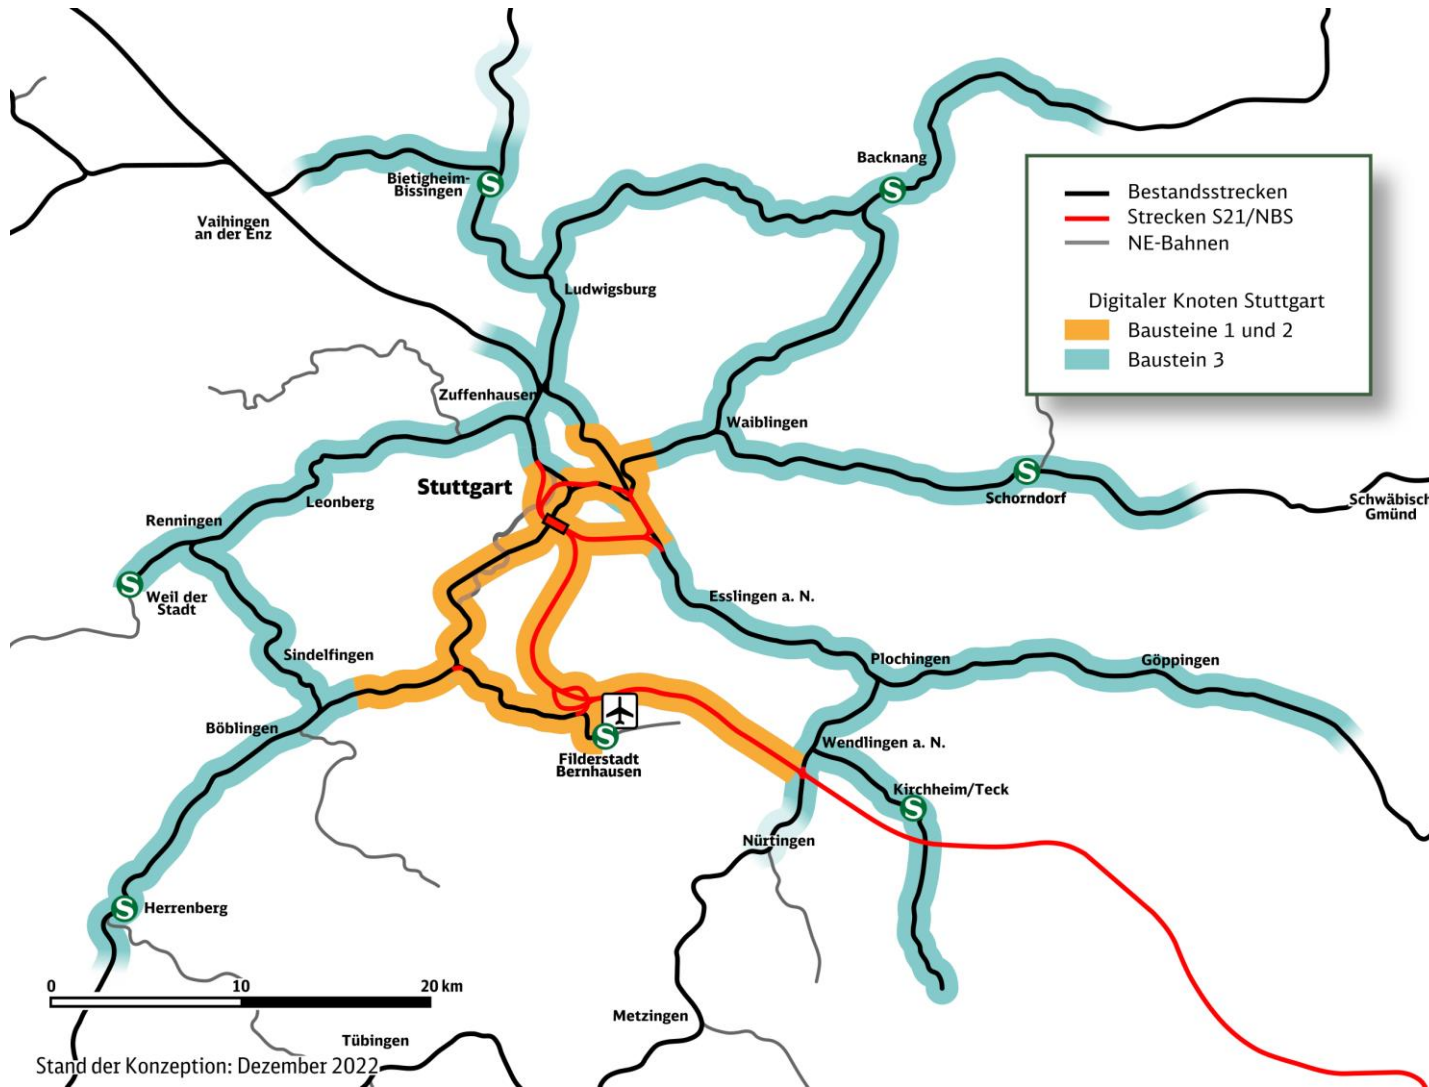 Backnang
Bietigheim-
Bissingen
Vaihingen
an der Enz
Bestandsstrecken
Strecken S21/NBS
NE-Bahnen
Digitaler Knoten Stuttgart
Bausteine 1 und 2
Baustein 3
Ludwigsburg
Zuffenhausen
Waiblingen
Stuttgart
Leonberg
Schorndorf
Schwäbisch
Gmünd
Renningen
Weil der
Stadt
Esslingen a. N.
Sindelfingen
Plochingen
Göppingen
Böblingen
Wendlingen a. N.
Filderstadt
Bernhausen
Kirchheim/Teck
Nürtingen
Herrenberg
0 10 20 km
Metzingen
Tübingen
Stand der Konzeption: Dezember 2022
S
S
S
S
S
S
S